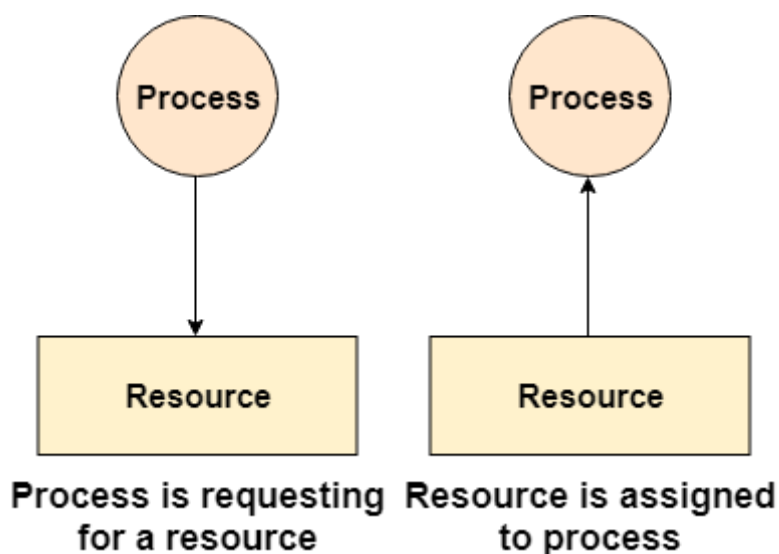 Process
Process
Resource
Resource
Process is requesting
for a resource
Resource is assigned
to process